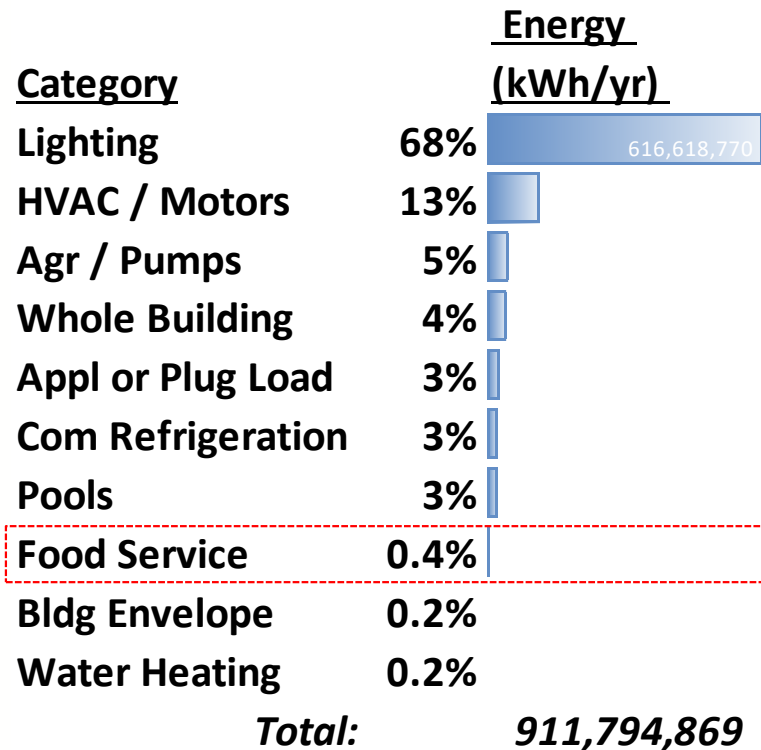 Energy
Category (kWh/yr)
Lighting 68% 616,618,770
HVAC / Motors 13%
Agr / Pumps 5%
Whole Building 4%
Appl or Plug Load 3%
Com Refrigeration 3%
Pools 3%
Food Service 0.4%
Bldg Envelope 0.2%
Water Heating 0.2%
Total: 911,794,869